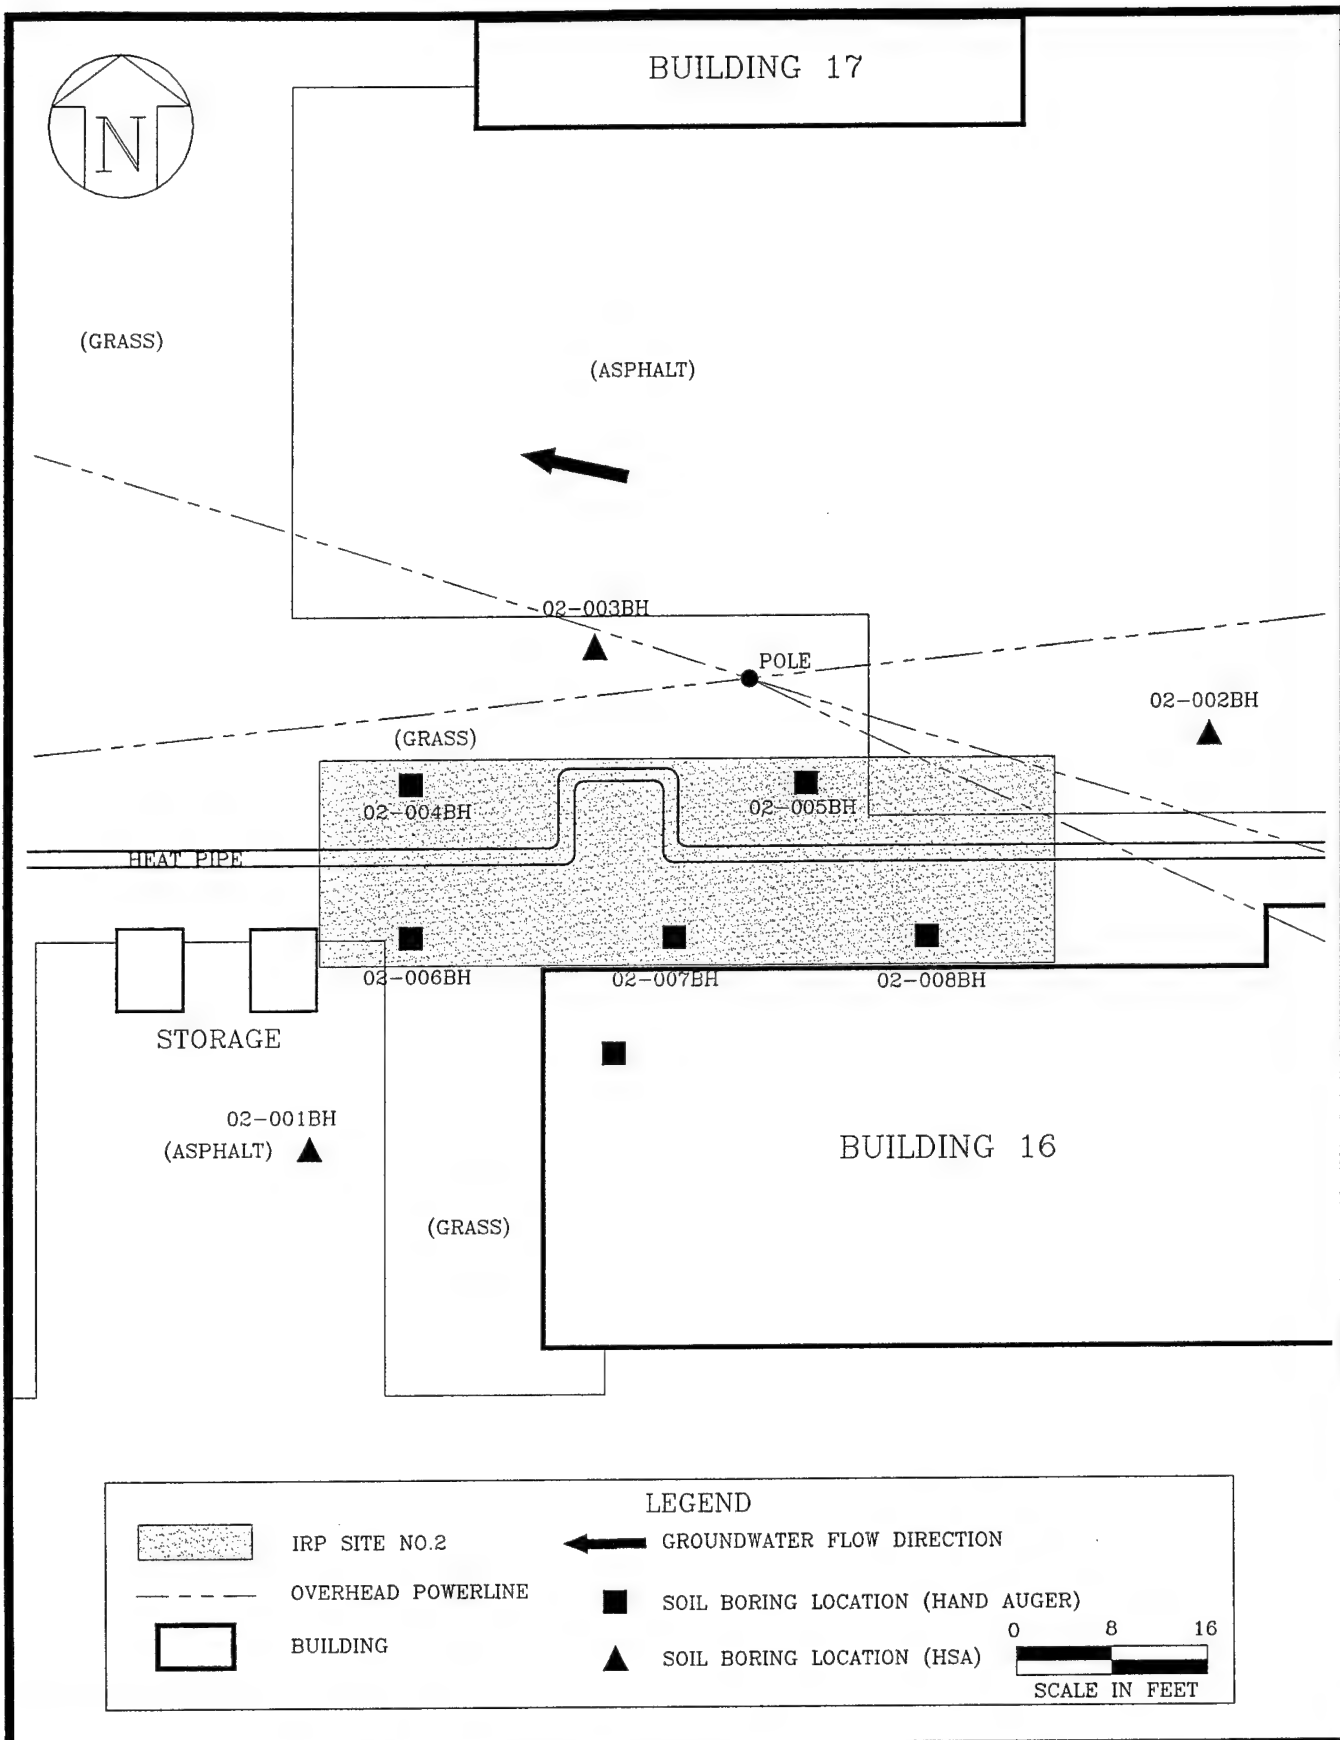 BUILDING 17
N
(GRASS)
(ASPHALT)
02-003BH
POLE
02-002BH
(GRASS)
02-004BH
02-005BH
HEAT PIPE
02-006BH
02-007BH
02-008BH
STORAGE
02-001BH
(ASPHALT)
BUILDING 16
(GRASS)
LEGEND
IRP SITE NO.2
GROUNDWATER FLOW DIRECTION
OVERHEAD POWERLINE
SOIL BORING LOCATION (HAND AUGER)
BUILDING
SOIL BORING LOCATION (HSA)
0 8 16
SCALE IN FEET